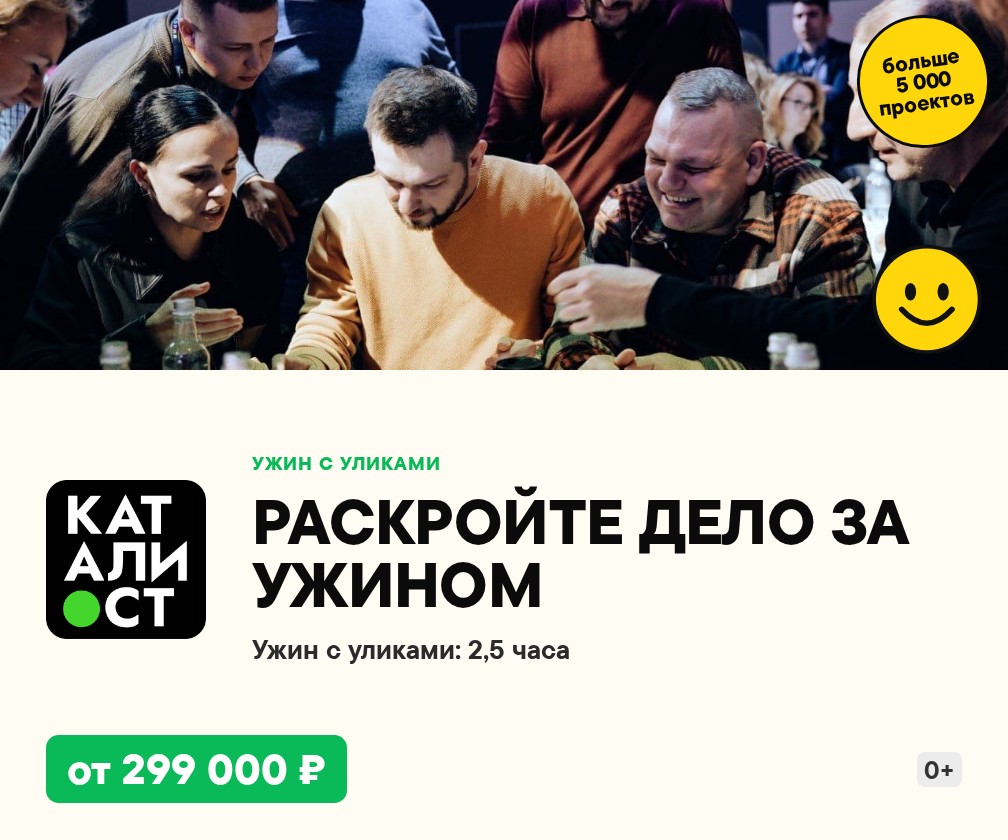 больше
5 000
проектов
УЖИН С УЛИКАМИ
КАТ
АЛИ
СТ
РАСКРОЙТЕ ДЕЛО ЗА
УЖИНОМ
Ужин с уликами: 2,5 часа
от 299 000 ₽
0+